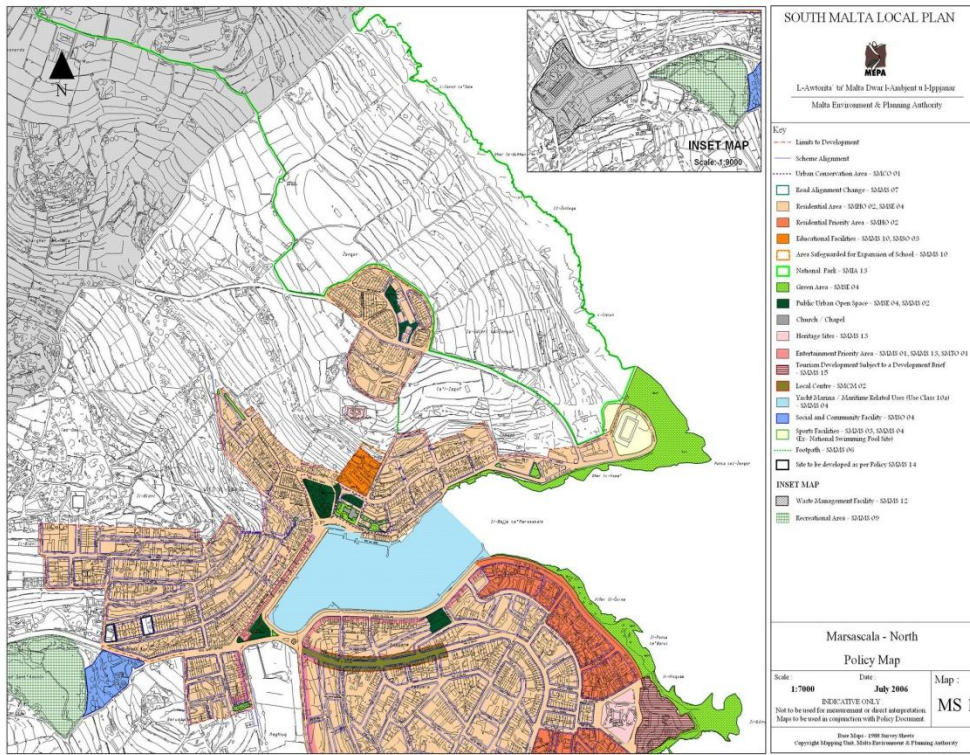 INSET MAP
Scale: 1:9000
N
SOUTH MALTA LOCAL PLAN
MEPA
L-Awtorita' ta' Malta Dwar l-Ambjent u l-Ippjanar
Malta Environment & Planning Authority
Key
Limits to Development
Scheme Alignment
Urban Conservation Area - SMCO 01
Road Alignment Change - SMMS 07
Residential Area - SMHO 02, SMSE 04
Residential Priority Area - SMHO 02
Educational Facilities - SMMS 10, SMSO 03
Area Safeguarded for Expansion of School - SMMS 10
National Park - SMIA 13
Green Area - SMSE 04
Public Urban Open Space - SMSE 04, SMMS 02
Church / Chapel
Heritage Sites - SMMS 13
Entertainment Priority Area - SMMS 01, SMMS 13, SMTO 01
Tourism Development Subject to a Development Brief
- SMMS 15
Local Centre - SMCM 02
Yacht Marina / Maritime Related Uses (Use Class 10a)
- SMMS 04
Social and Community Facility - SMSO 04
Sports Facilities - SMMS 05, SMMS 04
(Ex- National Swimming Pool Site)
Footpath - SMMS 06
Site to be developed as per Policy SMMS 14
INSET MAP
Waste Management Facility - SMMS 12
Recreational Area - SMMS 09
Il-Bajja ta' Marsaskala
Marsascala - North
Policy Map
Scale :
1:7000
Date :
July 2006
Map :
MS 1
INDICATIVE ONLY
Not to be used for measurement or direct interpretation.
Maps to be used in conjunction with Policy Document.
Base Maps - 1988 Survey Sheets
Copyright Mapping Unit, Malta Environment & Planning Authority